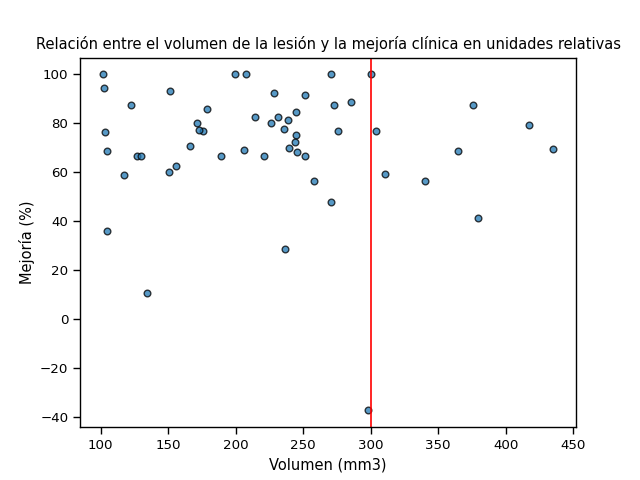 Relación entre el volumen de la lesión y la mejoría clínica en unidades relativas
100
80
60
40
20
0
−20
−40
Mejoría (%)
100 150 200 250 300 350 400 450
Volumen (mm3)